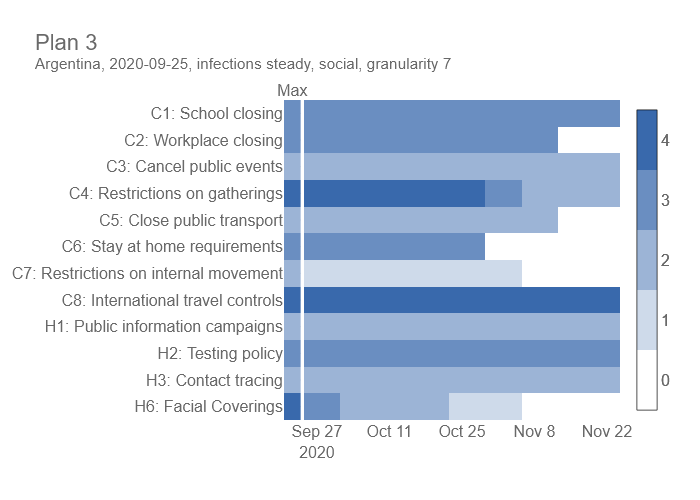 Plan 3
Argentina, 2020-09-25, infections steady, social, granularity 7
Max
C1: School closing
C2: Workplace closing
C3: Cancel public events
C4: Restrictions on gatherings
C5: Close public transport
C6: Stay at home requirements
C7: Restrictions on internal movement
C8: International travel controls
H1: Public information campaigns
H2: Testing policy
H3: Contact tracing
H6: Facial Coverings
Sep 27 Oct 11 Oct 25 Nov 8 Nov 22
2020
4
3
2
1
0